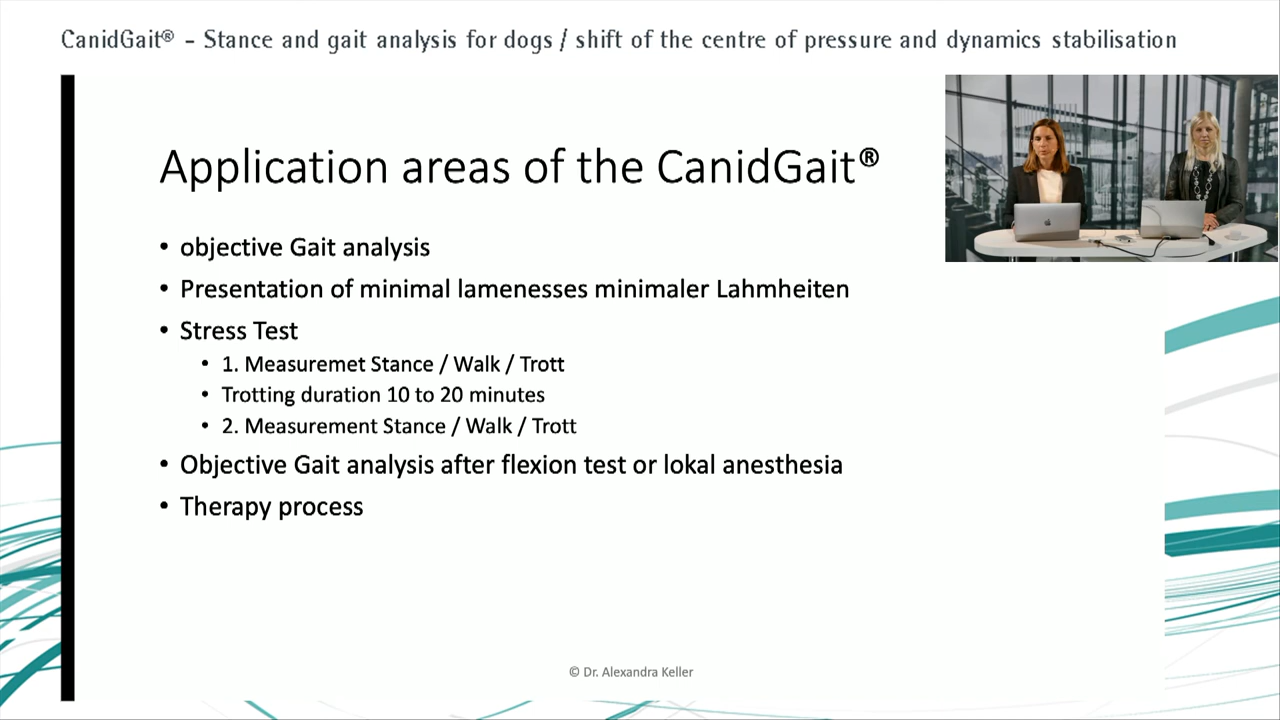 CanidGait® - Stance and gait analysis for dogs / shift of the centre of pressure and dynamics stabilisation
Application areas of the CanidGait®
• objective Gait analysis
• Presentation of minimal lamenesses minimaler Lahmheiten
• Stress Test
• 1. Measuremet Stance / Walk / Trott
• Trotting duration 10 to 20 minutes
• 2. Measurement Stance / Walk / Trott
• Objective Gait analysis after flexion test or lokal anesthesia
• Therapy process
© Dr. Alexandra Keller